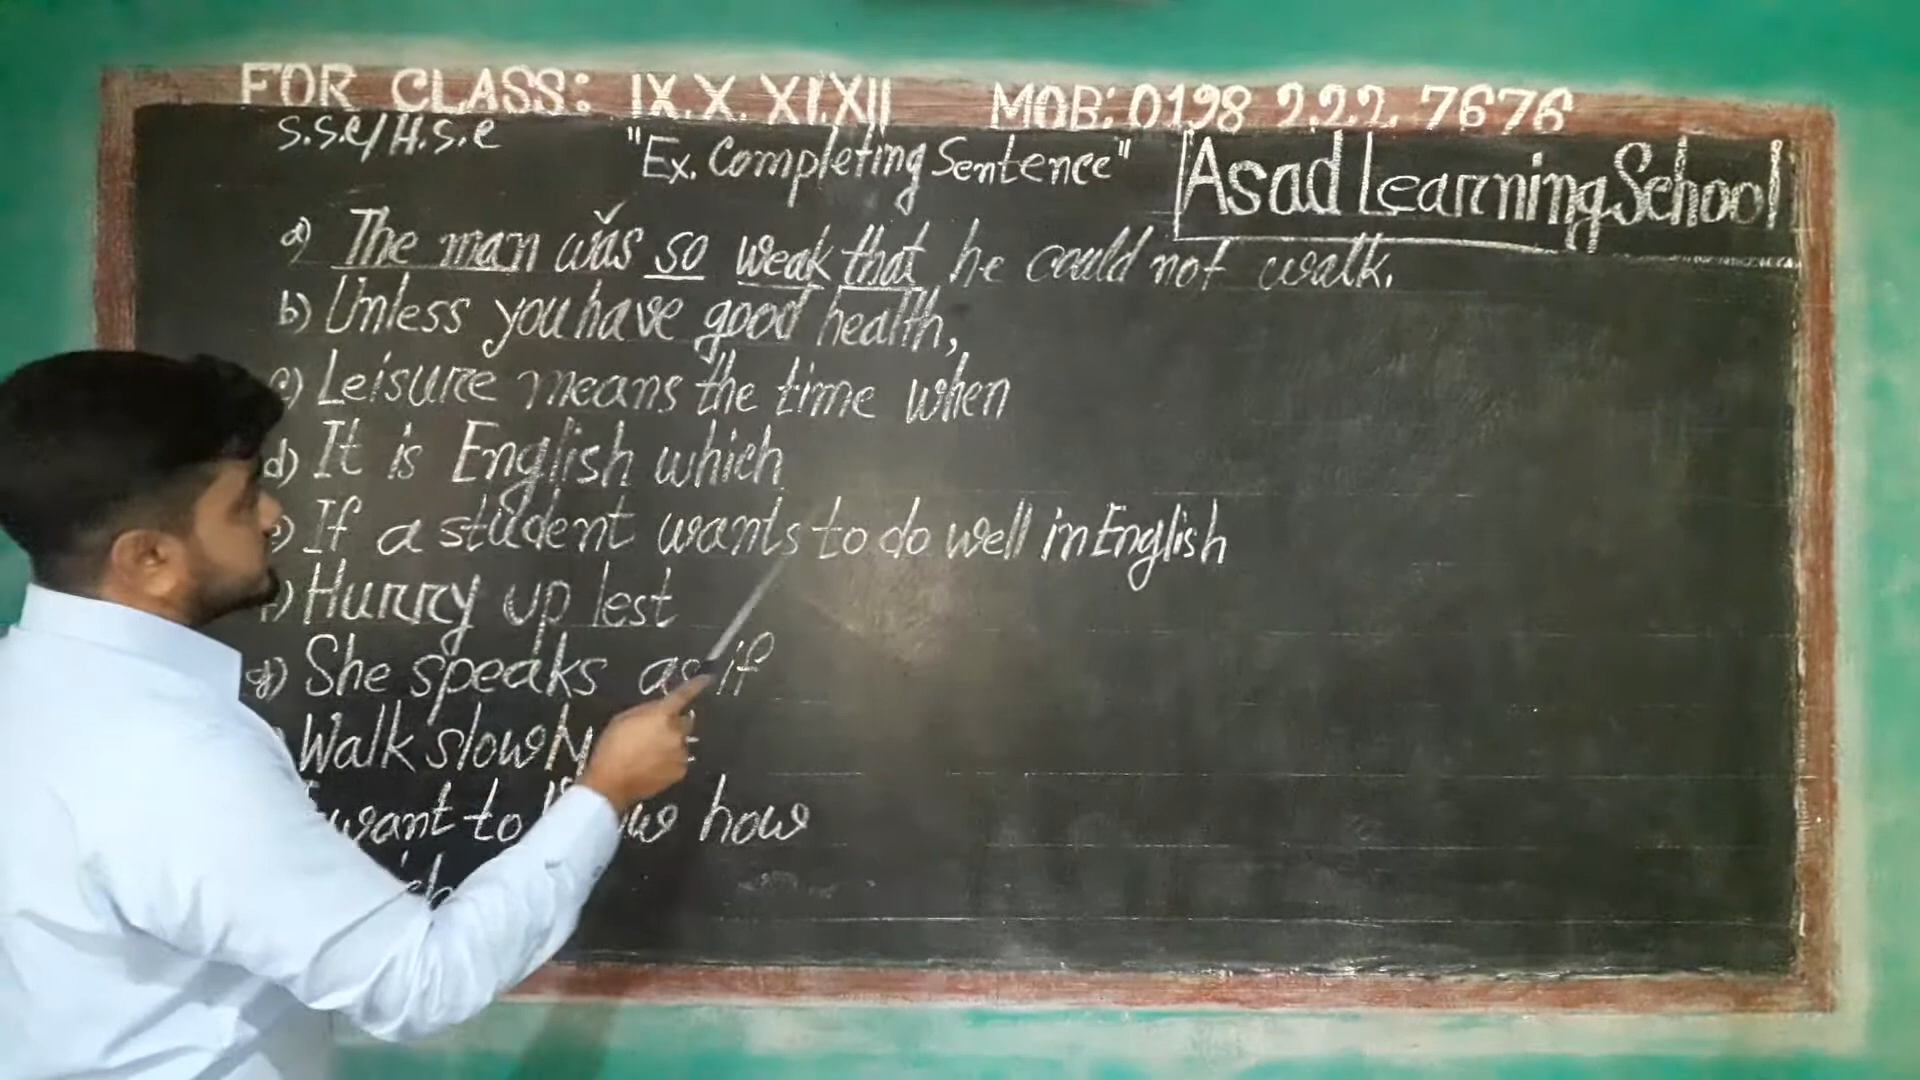 FOR CLASS: IX.X. XI.XII MOB: 0198 222 7676
S.S.C/H.S.C "Ex. Completing Sentence" Asad Learning School
a) The man was so weak that he could not walk.
b) Unless you have good health,
c) Leisure means the time when
d) It is English which
) If a student wants to do well in English
) Hurry up lest
g) She speaks as if
Walk slowly
want to how